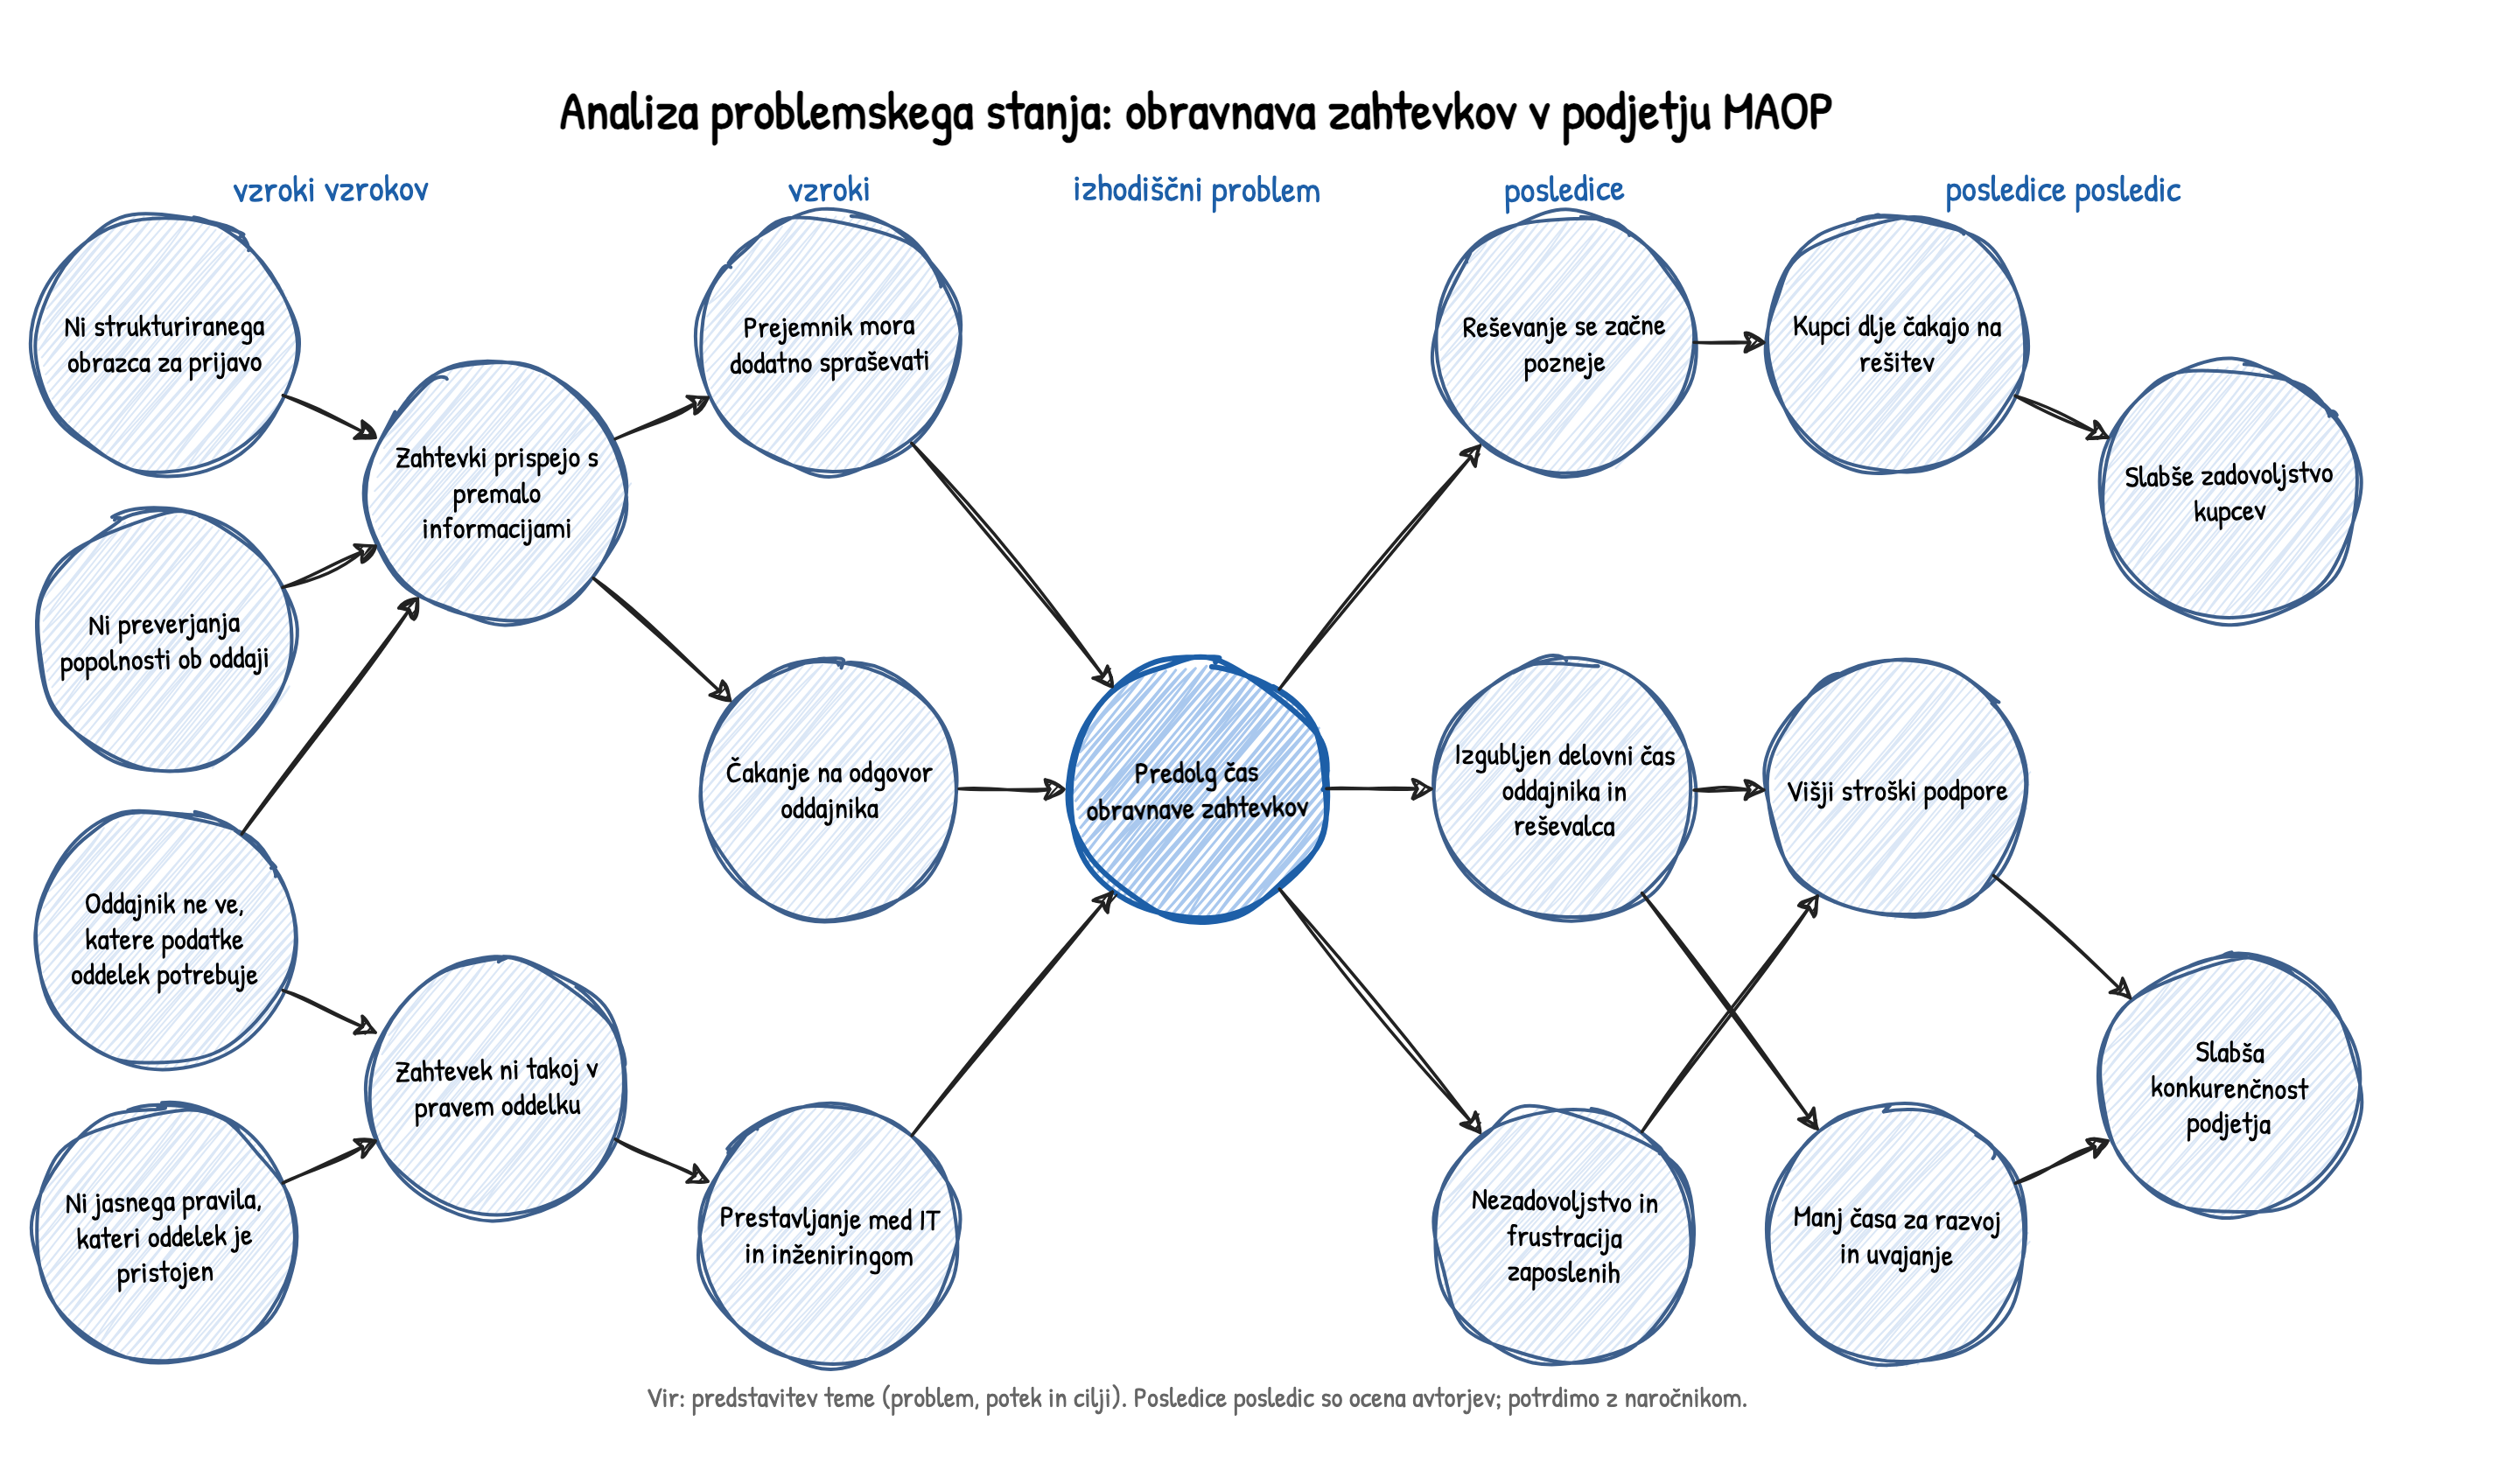 Analiza problemskega stanja: obravnava zahtevkov v podjetju MAOP
vzroki vzrokov
vzroki
izhodiščni problem
posledice
posledice posledic
Ni strukturiranega
obrazca za prijavo
Ni preverjanja
popolnosti ob oddaji
Oddajnik ne ve,
katere podatke
oddelek potrebuje
Ni jasnega pravila,
kateri oddelek je
pristojen
Zahtevki prispejo s
premalo
informacijami
Zahtevek ni takoj v
pravem oddelku
Prejemnik mora
dodatno spraševati
Čakanje na odgovor
oddajnika
Prestavljanje med IT
in inženiringom
Predolg čas
obravnave zahtevkov
Reševanje se začne
pozneje
Izgubljen delovni čas
oddajnika in
reševalca
Nezadovoljstvo in
frustracija
zaposlenih
Kupci dlje čakajo na
rešitev
Višji stroški podpore
Manj časa za razvoj
in uvajanje
Slabše zadovoljstvo
kupcev
Slabša
konkurenčnost
podjetja
Vir: predstavitev teme (problem, potek in cilji). Posledice posledic so ocena avtorjev; potrdimo z naročnikom.